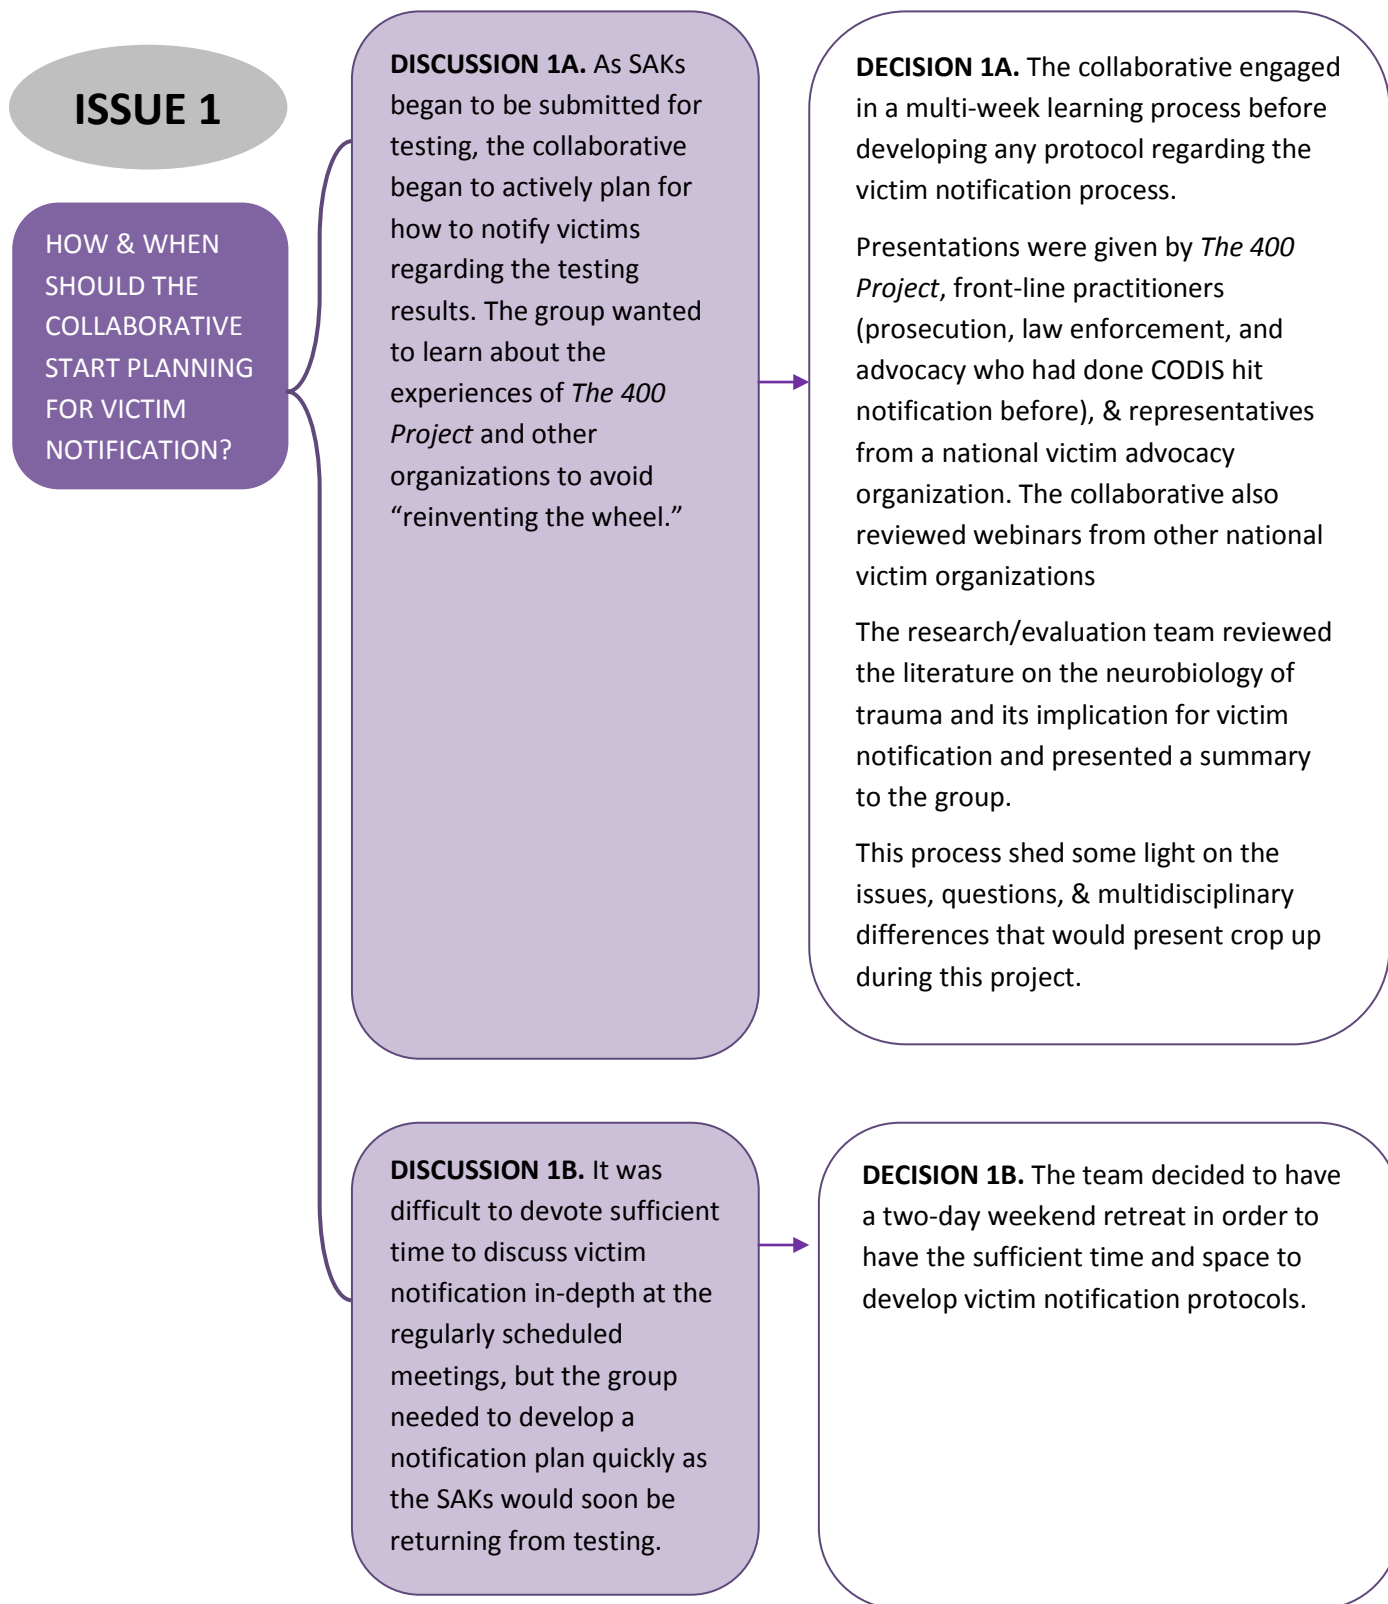 ISSUE 1
HOW & WHEN
SHOULD THE
COLLABORATIVE
START PLANNING
FOR VICTIM
NOTIFICATION?
DISCUSSION 1A. As SAKs
began to be submitted for
testing, the collaborative
began to actively plan for
how to notify victims
regarding the testing
results. The group wanted
to learn about the
experiences of The 400
Project and other
organizations to avoid
“reinventing the wheel.”
DECISION 1A. The collaborative engaged
in a multi-week learning process before
developing any protocol regarding the
victim notification process.
Presentations were given by The 400
Project, front-line practitioners
(prosecution, law enforcement, and
advocacy who had done CODIS hit
notification before), & representatives
from a national victim advocacy
organization. The collaborative also
reviewed webinars from other national
victim organizations
The research/evaluation team reviewed
the literature on the neurobiology of
trauma and its implication for victim
notification and presented a summary
to the group.
This process shed some light on the
issues, questions, & multidisciplinary
differences that would present crop up
during this project.
DISCUSSION 1B. It was
difficult to devote sufficient
time to discuss victim
notification in-depth at the
regularly scheduled
meetings, but the group
needed to develop a
notification plan quickly as
the SAKs would soon be
returning from testing.
DECISION 1B. The team decided to have
a two-day weekend retreat in order to
have the sufficient time and space to
develop victim notification protocols.